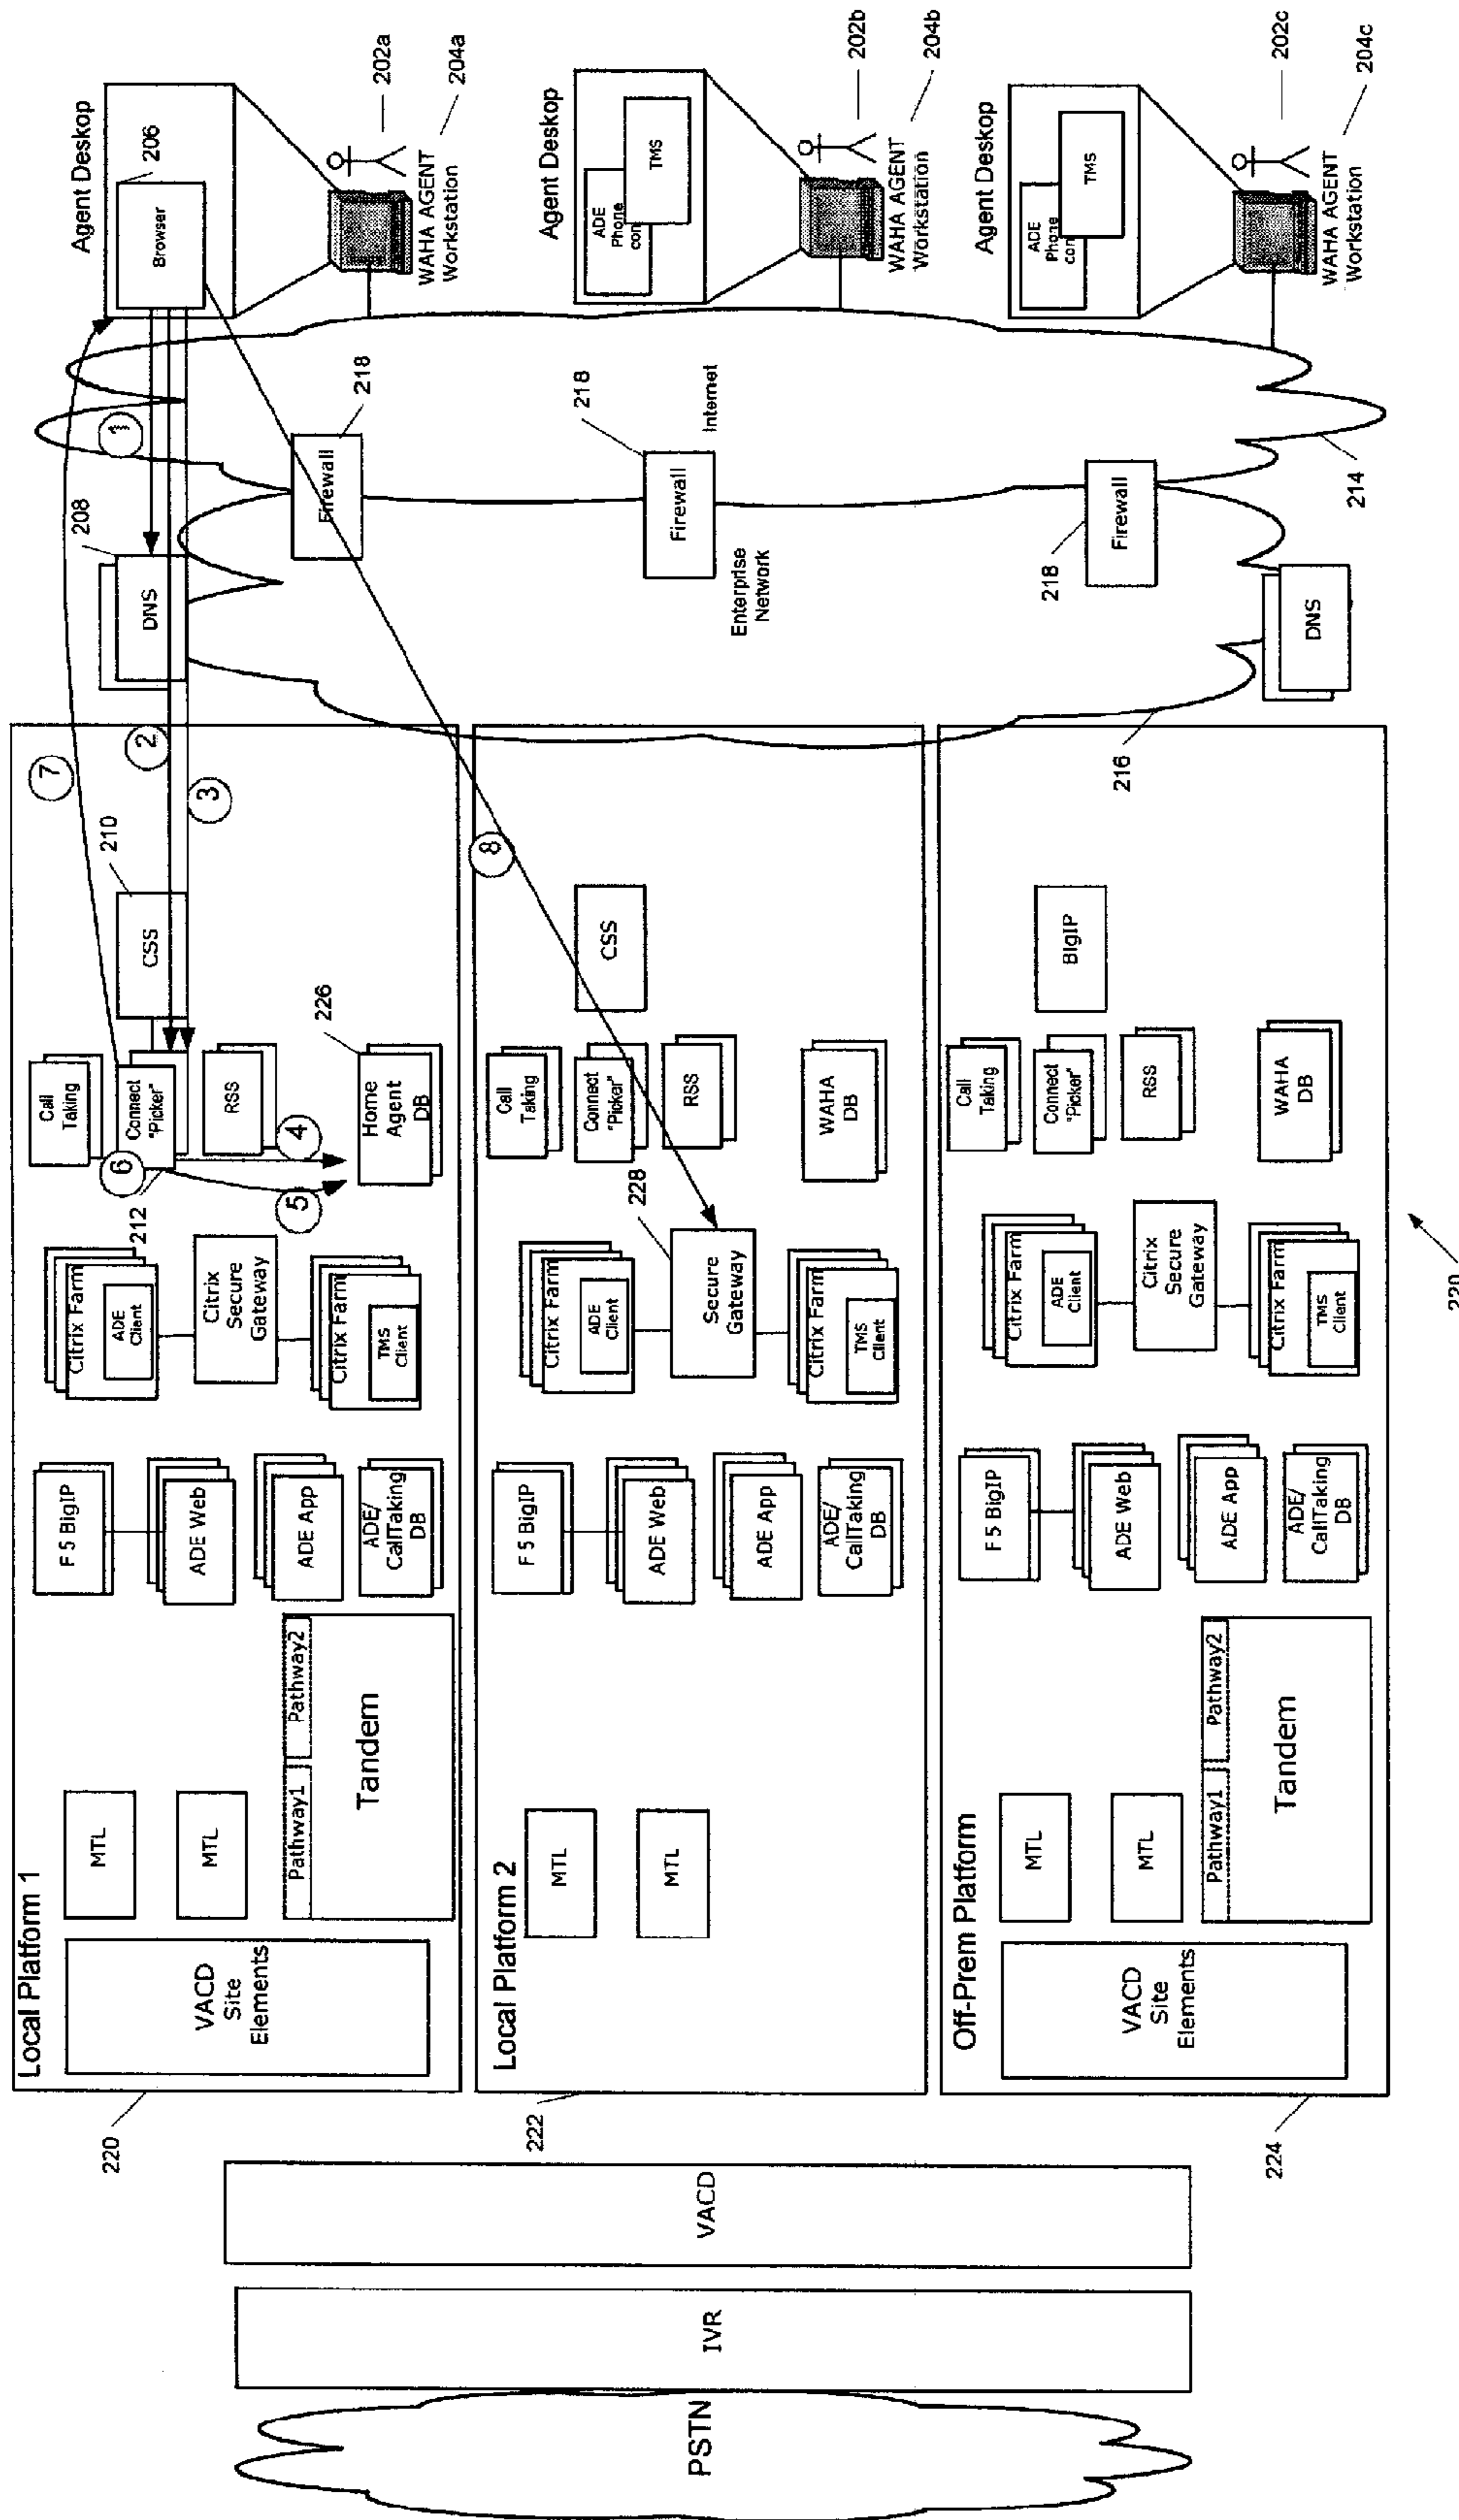 Local Platform 1
VACD
Site
Elements
MTL
MTL
Pathway1
Pathway2
Tandem
F 5 BigIP
ADE Web
ADE App
ADE/
CallTaking
DB
Citrix Farm
ADE
Client
Citrix
Secure
Gateway
Citrix Farm
TMS
Client
Call
Taking
Connect
"Picker"
RSS
Home
Agent
DB
CSS
DNS
208
210
212
226
220
1
2
3
4
5
6
7
8
Local Platform 2
MTL
MTL
F 5 BigIP
ADE Web
ADE App
ADE/
CallTaking
DB
Citrix Farm
ADE
Client
Secure
Gateway
Citrix Farm
TMS
Client
Call
Taking
Connect
"Picker"
RSS
WAHA
DB
CSS
228
222
Off-Prem Platform
VACD
Site
Elements
MTL
MTL
Pathway1
Pathway2
Tandem
F 5 BigIP
ADE Web
ADE App
ADE/
CallTaking
DB
Citrix Farm
ADE
Client
Citrix
Secure
Gateway
Citrix Farm
TMS
Client
Call
Taking
Connect
"Picker"
RSS
WAHA
DB
BigIP
224
PSTN
IVR
VACD
Firewall
218
Firewall
218
Firewall
218
Enterprise
Network
Internet
DNS
214
216
Agent Deskop
Browser
206
WAHA AGENT
Workstation
202a
204a
Agent Deskop
ADE
Phone
con
TMS
WAHA AGENT
Workstation
202b
204b
Agent Deskop
ADE
Phone
con
TMS
WAHA AGENT
Workstation
202c
204c